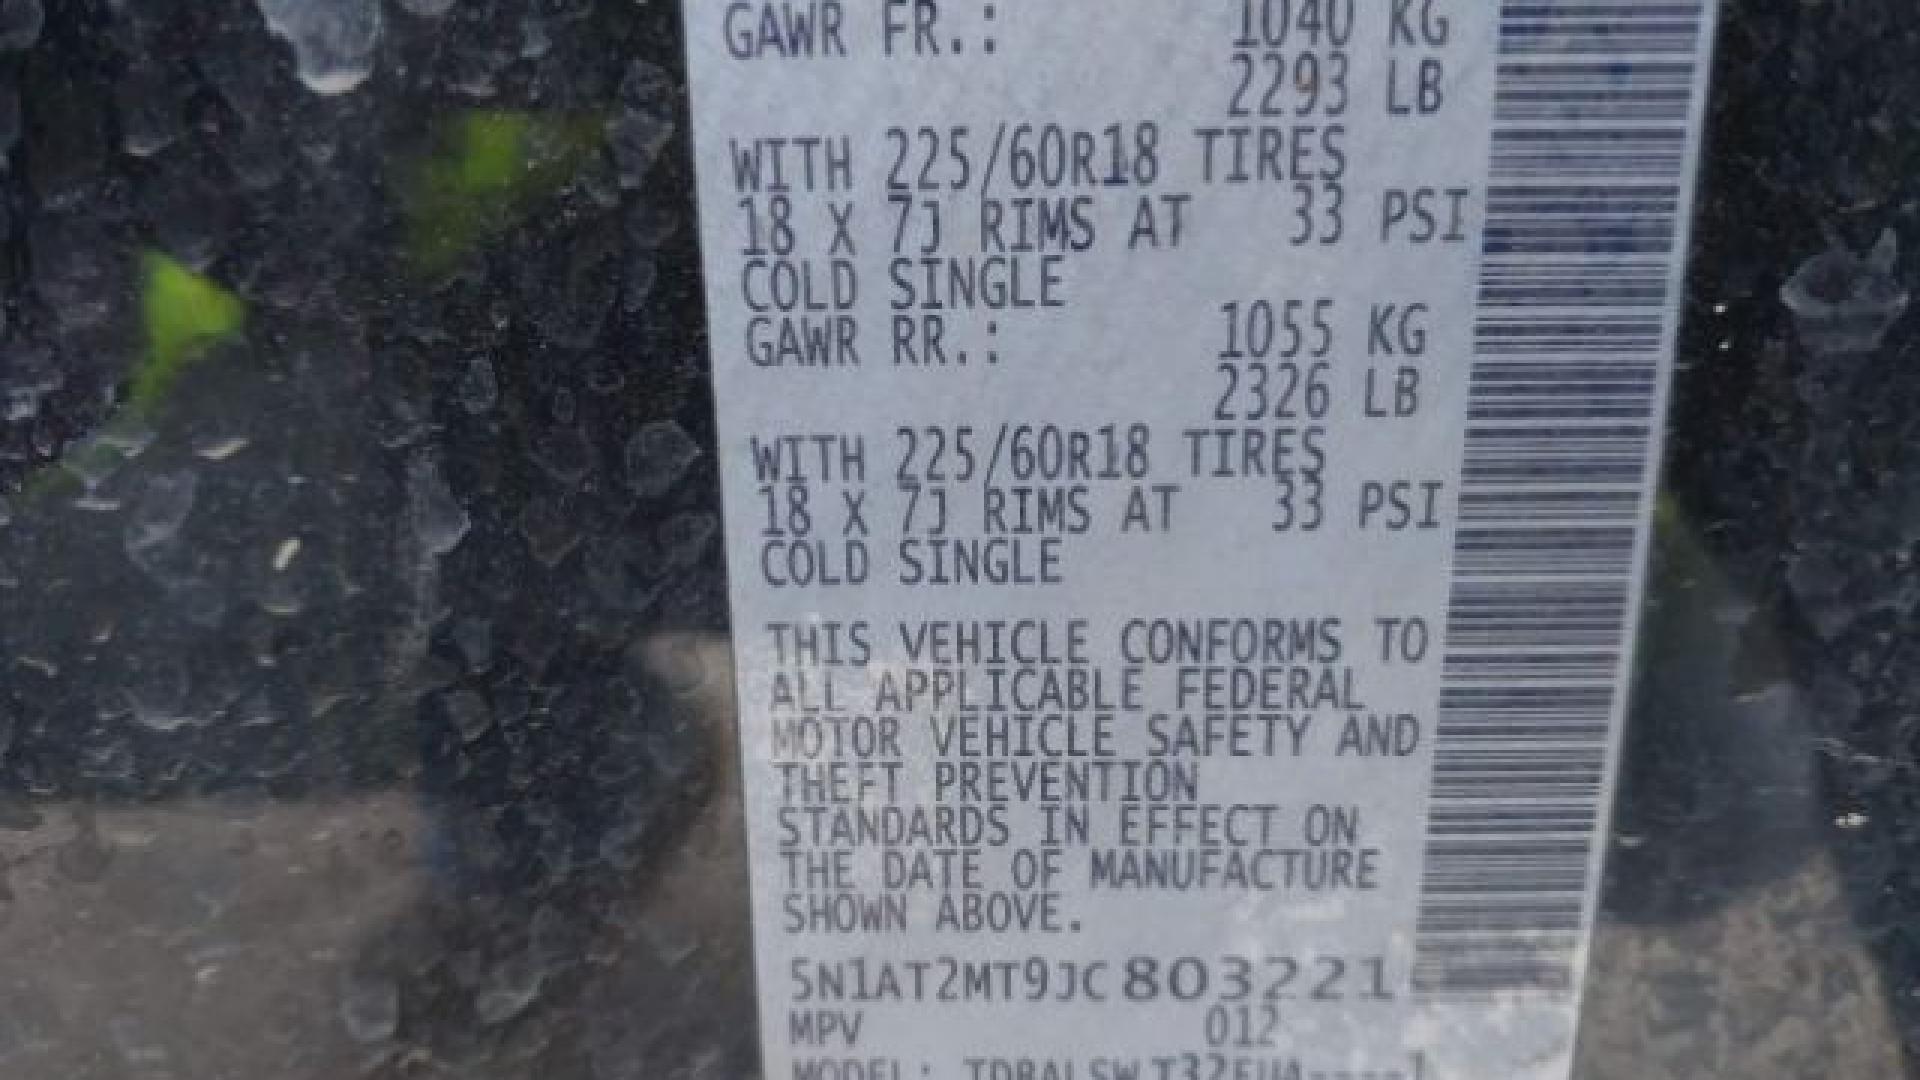 GAWR FR.: 1040 KG
2293 LB
WITH 225/60R18 TIRES
18 X 7J RIMS AT 33 PSI
COLD SINGLE
GAWR RR.: 1055 KG
2326 LB
WITH 225/60R18 TIRES
18 X 7J RIMS AT 33 PSI
COLD SINGLE
THIS VEHICLE CONFORMS TO
ALL APPLICABLE FEDERAL
MOTOR VEHICLE SAFETY AND
THEFT PREVENTION
STANDARDS IN EFFECT ON
THE DATE OF MANUFACTURE
SHOWN ABOVE.
5N1AT2MT9JC803221
MPV 012
MODEL: